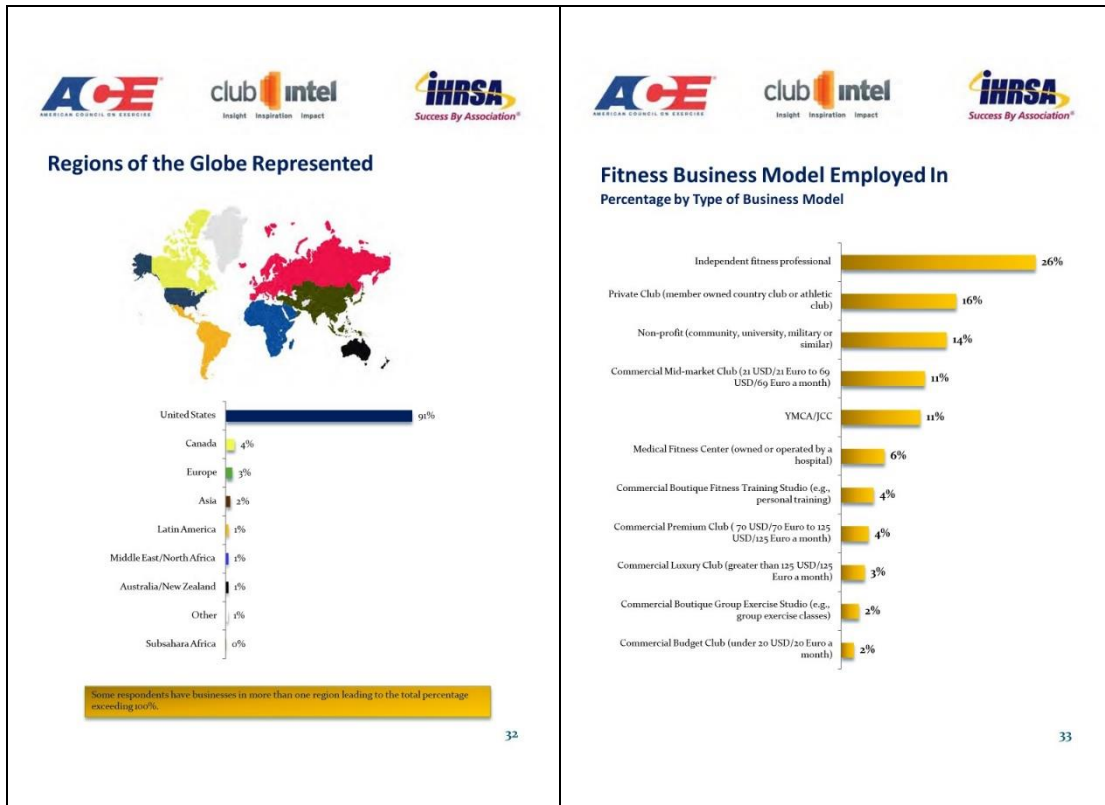 ACE
AMERICAN COUNCIL ON EXERCISE
club intel
Insight Inspiration Impact
IHRSA
Success By Association®
Regions of the Globe Represented
United States
91%
Canada
4%
Europe
3%
Asia
2%
Latin America
1%
Middle East/North Africa
1%
Australia/New Zealand
1%
Other
1%
Subsahara Africa
0%
Some respondents have businesses in more than one region leading to the total percentage
exceeding 100%.
32
ACE
AMERICAN COUNCIL ON EXERCISE
club intel
Insight Inspiration Impact
IHRSA
Success By Association®
Fitness Business Model Employed In
Percentage by Type of Business Model
Independent fitness professional
26%
Private Club (member owned country club or athletic
club)
16%
Non-profit (community, university, military or
similar)
14%
Commercial Mid-market Club (21 USD/21 Euro to 69
USD/69 Euro a month)
11%
YMCA/JCC
11%
Medical Fitness Center (owned or operated by a
hospital)
6%
Commercial Boutique Fitness Training Studio (e.g.,
personal training)
4%
Commercial Premium Club ( 70 USD/70 Euro to 125
USD/125 Euro a month)
4%
Commercial Luxury Club (greater than 125 USD/125
Euro a month)
3%
Commercial Boutique Group Exercise Studio (e.g.,
group exercise classes)
2%
Commercial Budget Club (under 20 USD/20 Euro a
month)
2%
33